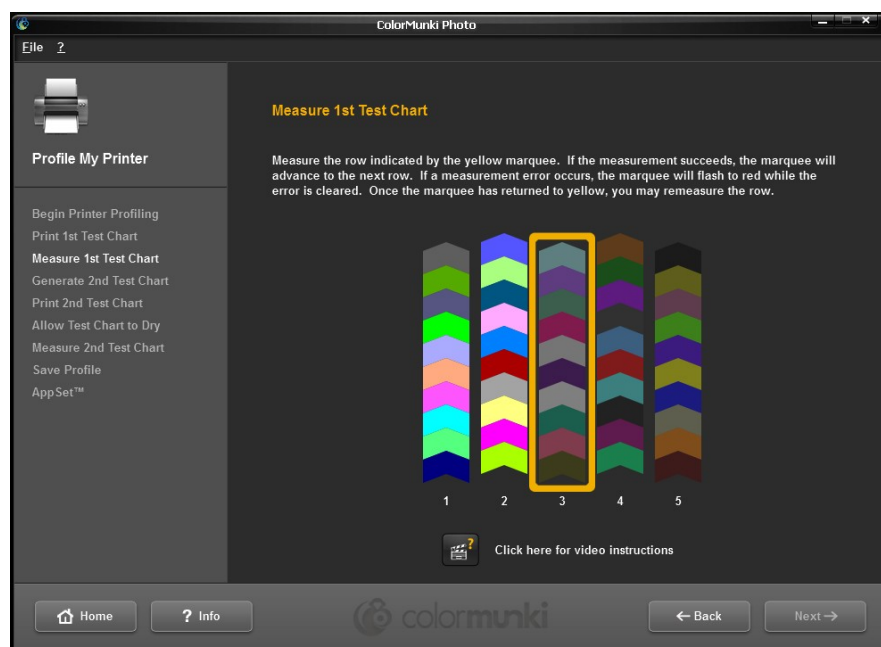 ColorMunki Photo
File ?
Profile My Printer
Begin Printer Profiling
Print 1st Test Chart
Measure 1st Test Chart
Generate 2nd Test Chart
Print 2nd Test Chart
Allow Test Chart to Dry
Measure 2nd Test Chart
Save Profile
AppSet™
Measure 1st Test Chart
Measure the row indicated by the yellow marquee. If the measurement succeeds, the marquee will
advance to the next row. If a measurement error occurs, the marquee will flash to red while the
error is cleared. Once the marquee has returned to yellow, you may remeasure the row.
1 2 3 4 5
? Click here for video instructions
Home ? Info colormunki ← Back Next →